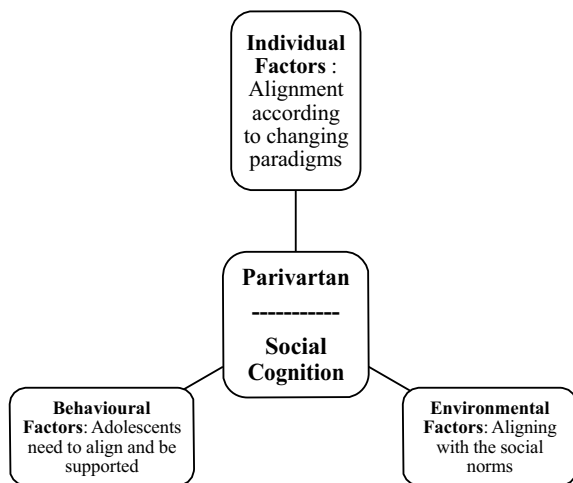 Individual
Factors :
Alignment
according
to changing
paradigms
Parivartan
-----------
Social
Cognition
Behavioural
Factors: Adolescents
need to align and be
supported
Environmental
Factors: Aligning
with the social
norms